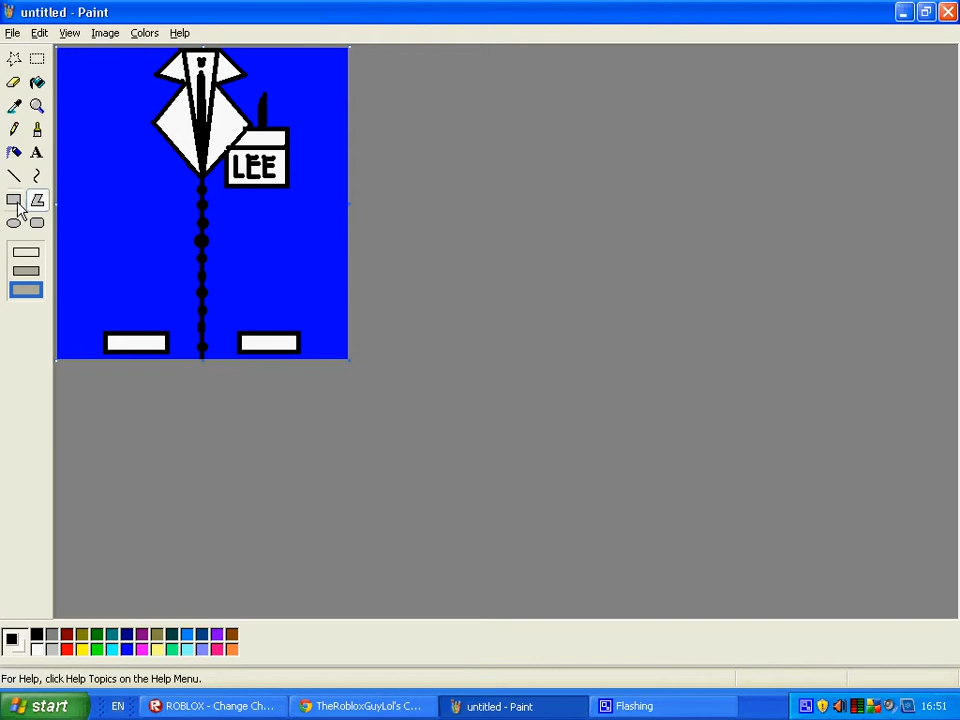 untitled - Paint
File Edit View Image Colors Help
A
LEE
For Help, click Help Topics on the Help Menu.
start
EN
ROBLOX - Change Ch...
TheRobloxGuyLol's C...
untitled - Paint
Flashing
16:51